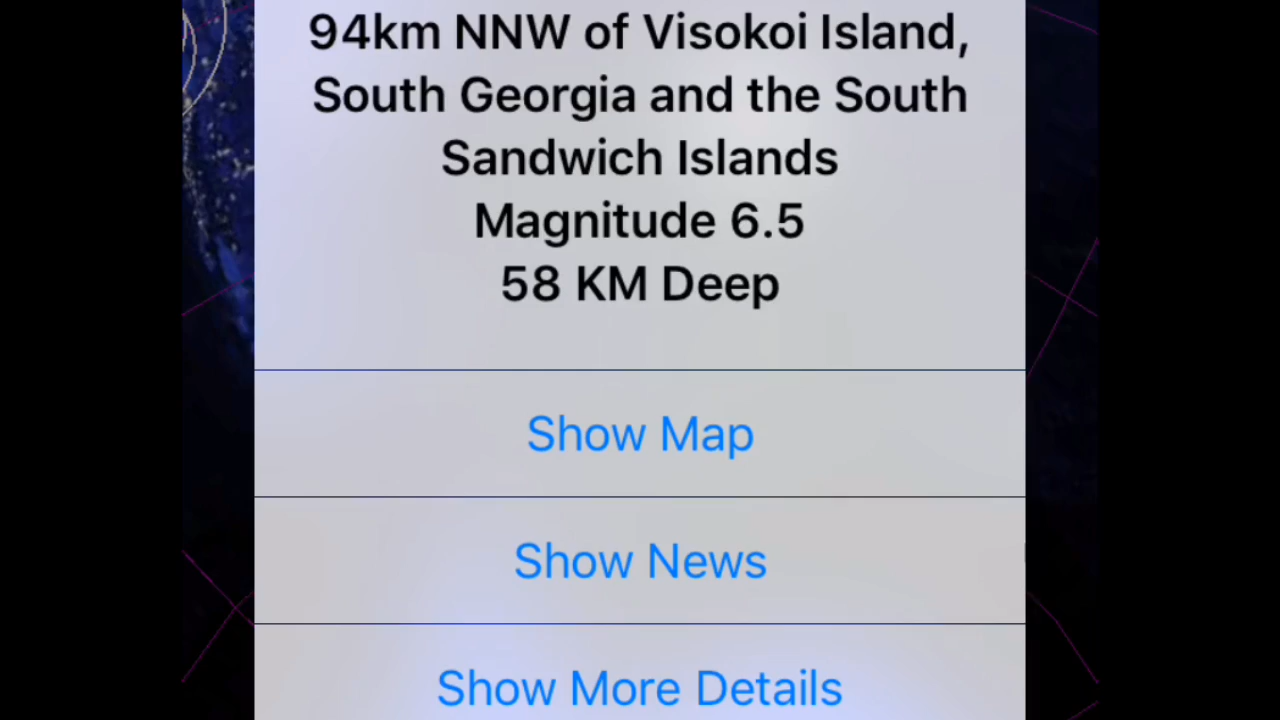 94km NNW of Visokoi Island,
South Georgia and the South
Sandwich Islands
Magnitude 6.5
58 KM Deep
Show Map
Show News
Show More Details